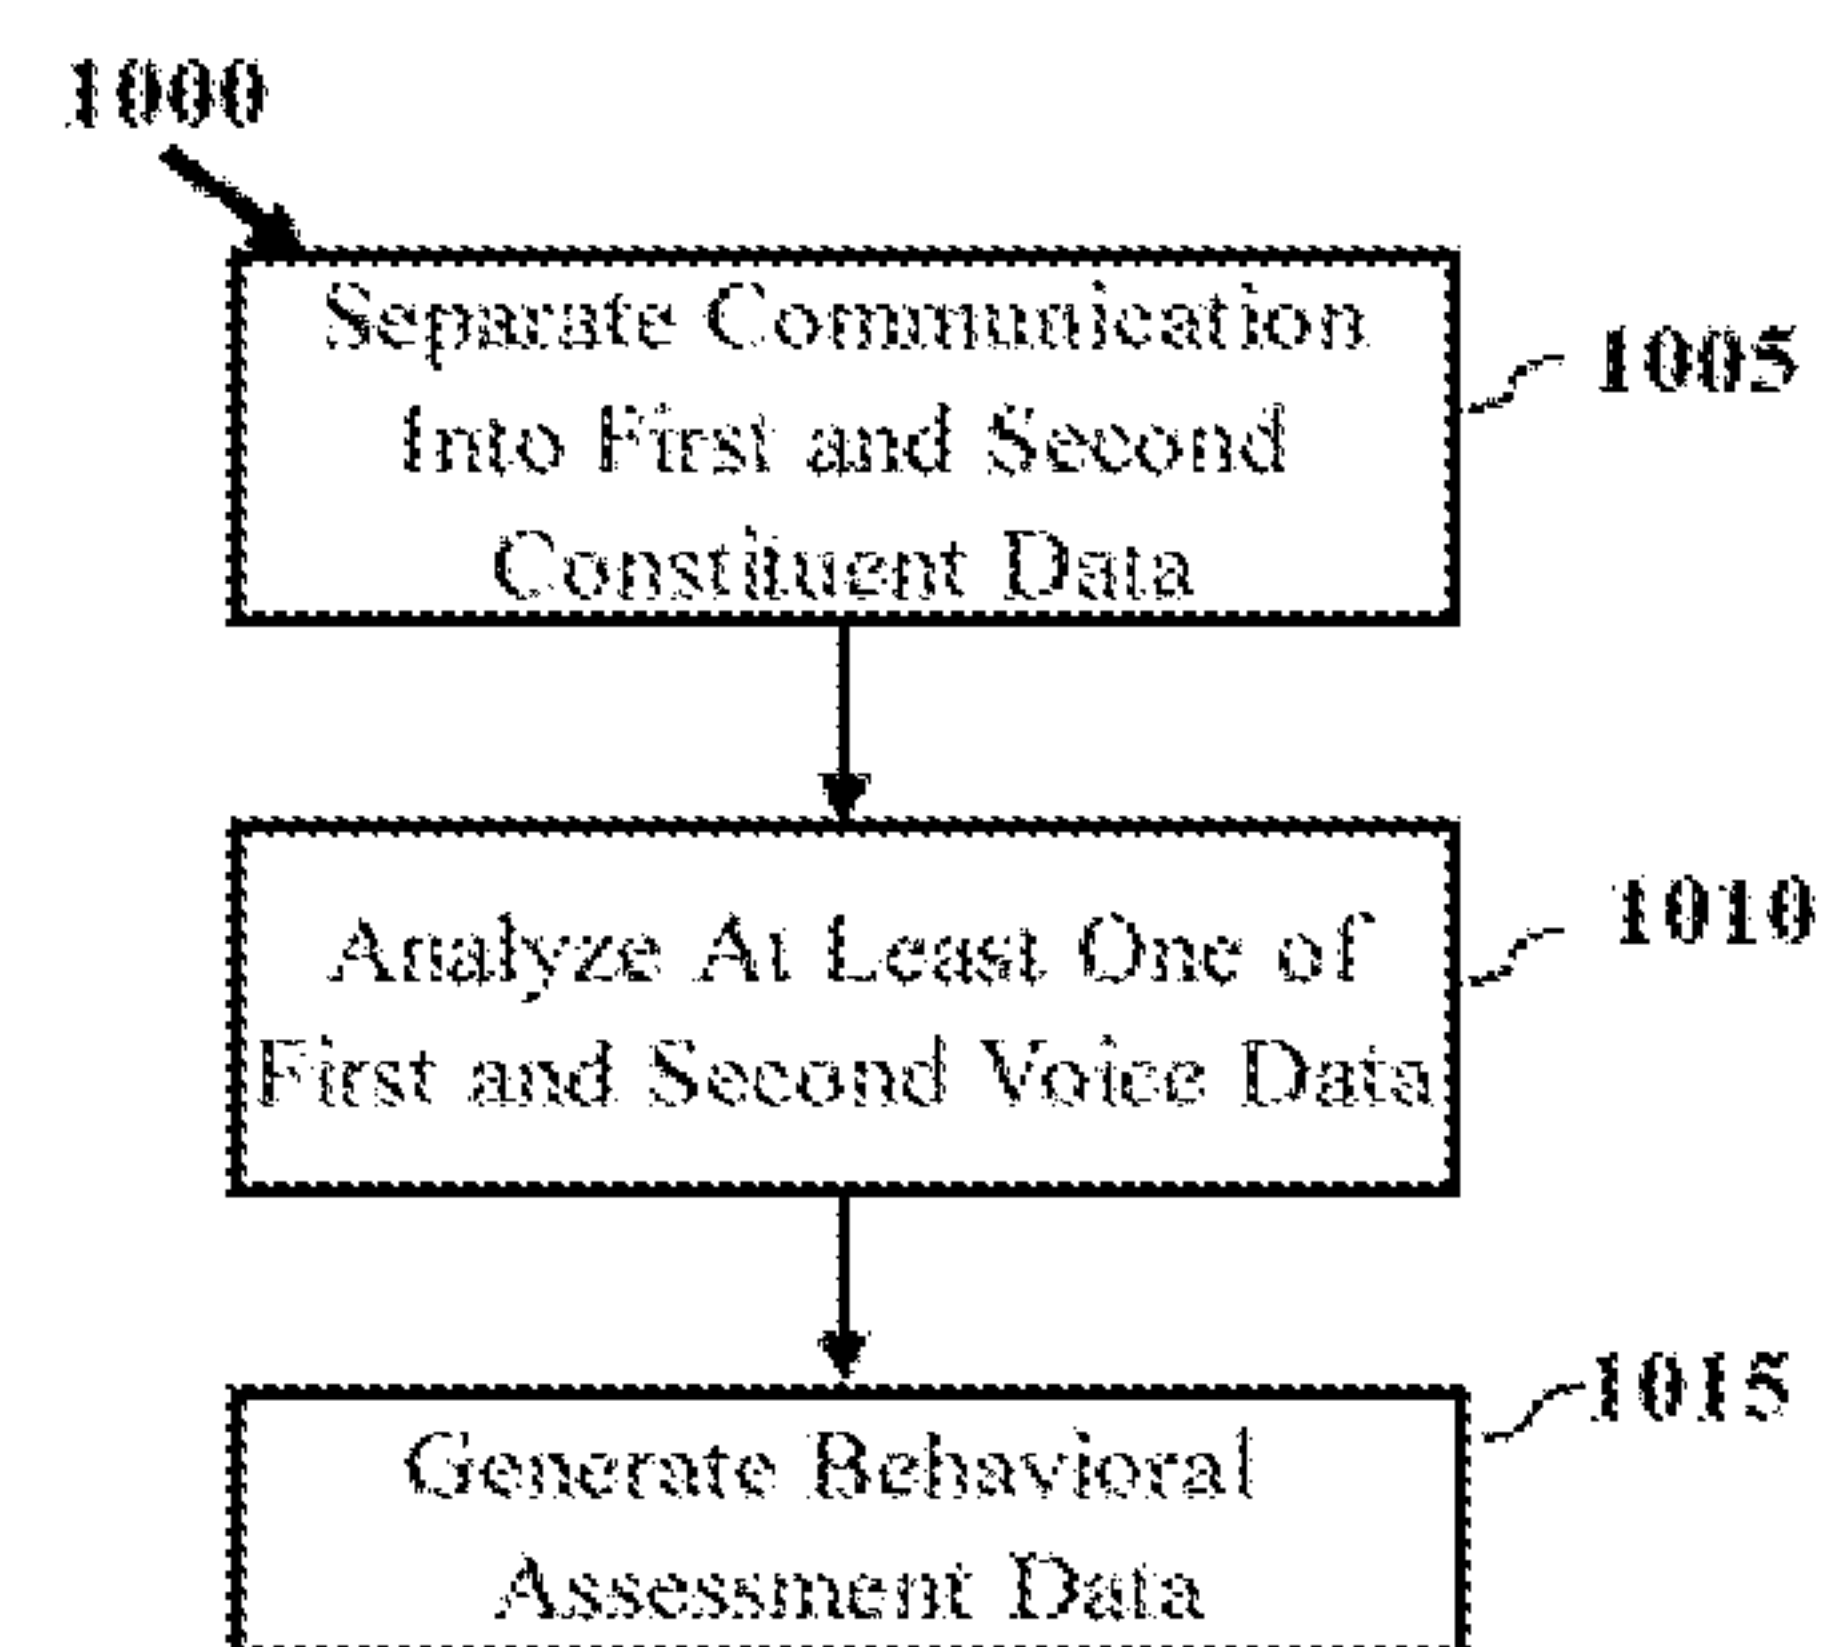 1000
Separate Communication
Into First and Second
Constituent Data
1005
Analyze At Least One of
First and Second Voice Data
1010
Generate Behavioral
Assessment Data
1015